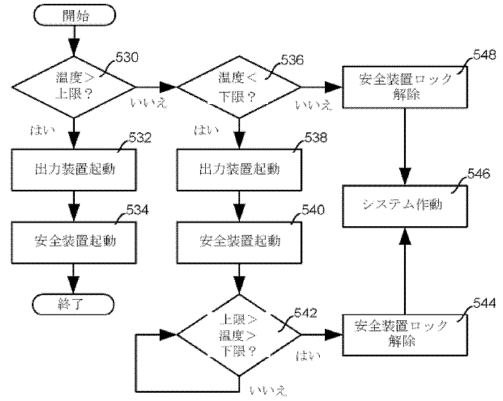 開始
530
温度>
上限?
いいえ
はい
536
温度<
下限?
いいえ
はい
548
安全装置ロック
解除
532
出力装置起動
538
出力装置起動
546
システム作動
534
安全装置起動
540
安全装置起動
終了
542
上限>
温度>
下限?
はい
いいえ
544
安全装置ロック
解除